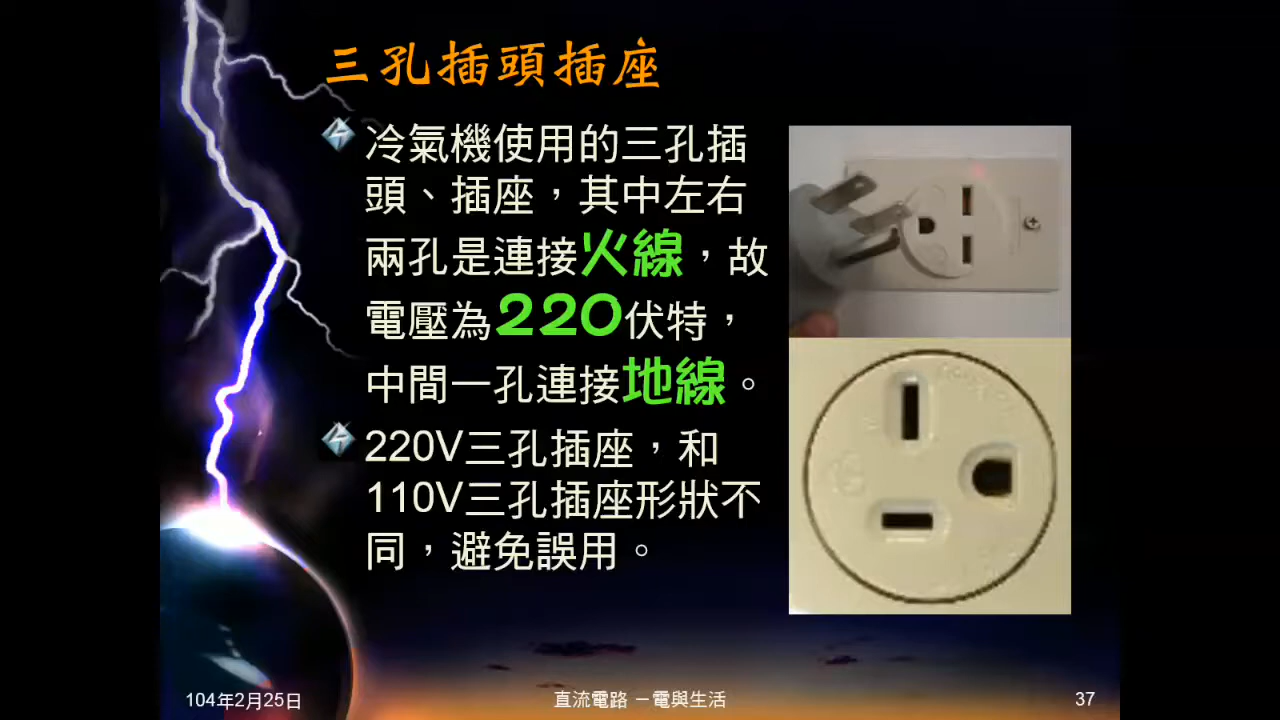 三孔插頭插座
冷氣機使用的三孔插
頭、插座，其中左右
兩孔是連接火線，故
電壓為220伏特，
中間一孔連接地線。
220V三孔插座，和
110V三孔插座形狀不
同，避免誤用。
104年2月25日
直流電路 －電與生活
37